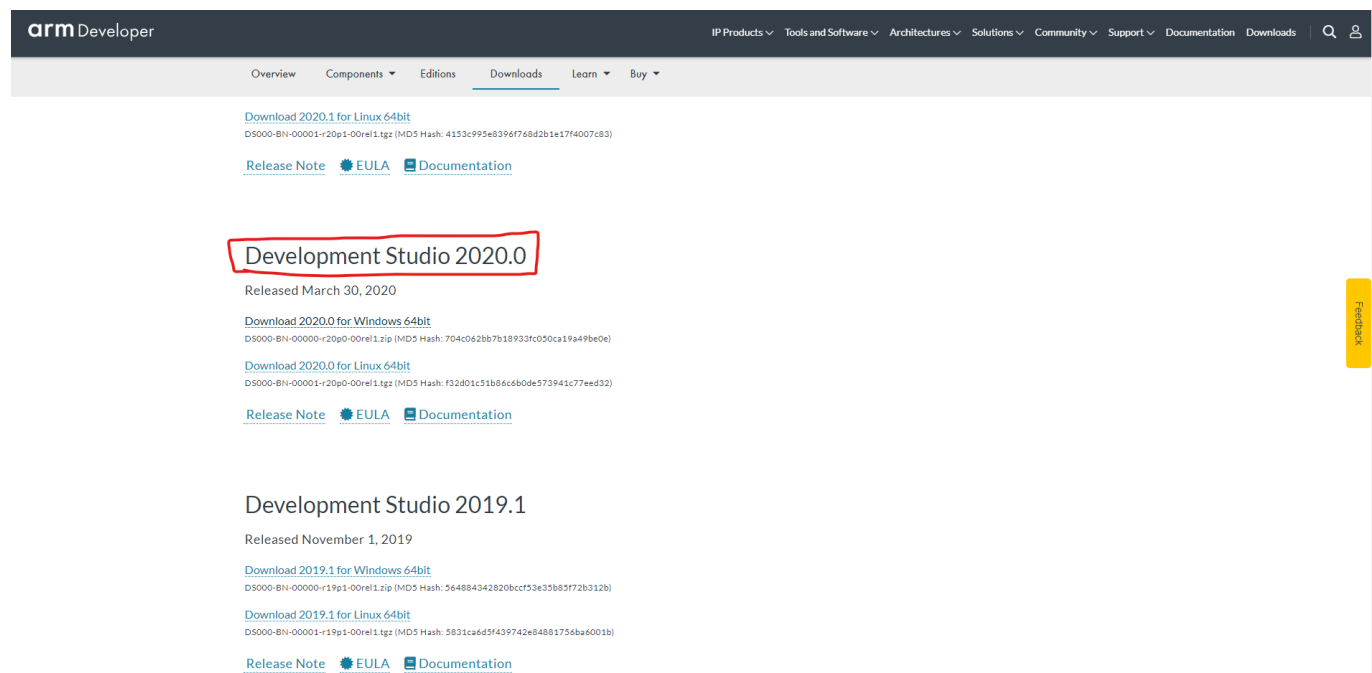 arm Developer
IP Products Tools and Software Architectures Solutions Community Support Documentation Downloads
Overview Components Editions Downloads Learn Buy
Download 2020.1 for Linux 64bit
DS000-BN-00001-r20p1-00rel1.tgz (MD5 Hash: 4153c995e8396f768d2b1e17f4007c83)
Release Note EULA Documentation
Development Studio 2020.0
Released March 30, 2020
Download 2020.0 for Windows 64bit
DS000-BN-00000-r20p0-00rel1.zip (MD5 Hash: 704c062bb7b18933fc050ca19a49be0e)
Download 2020.0 for Linux 64bit
DS000-BN-00001-r20p0-00rel1.tgz (MD5 Hash: f32d01c51b86c6b0de573941c77eed32)
Release Note EULA Documentation
Feedback
Development Studio 2019.1
Released November 1, 2019
Download 2019.1 for Windows 64bit
DS000-BN-00000-r19p1-00rel1.zip (MD5 Hash: 564884342820bccf53e35b85f72b312b)
Download 2019.1 for Linux 64bit
DS000-BN-00001-r19p1-00rel1.tgz (MD5 Hash: 5831ca6d5f439742e84881756ba6001b)
Release Note EULA Documentation